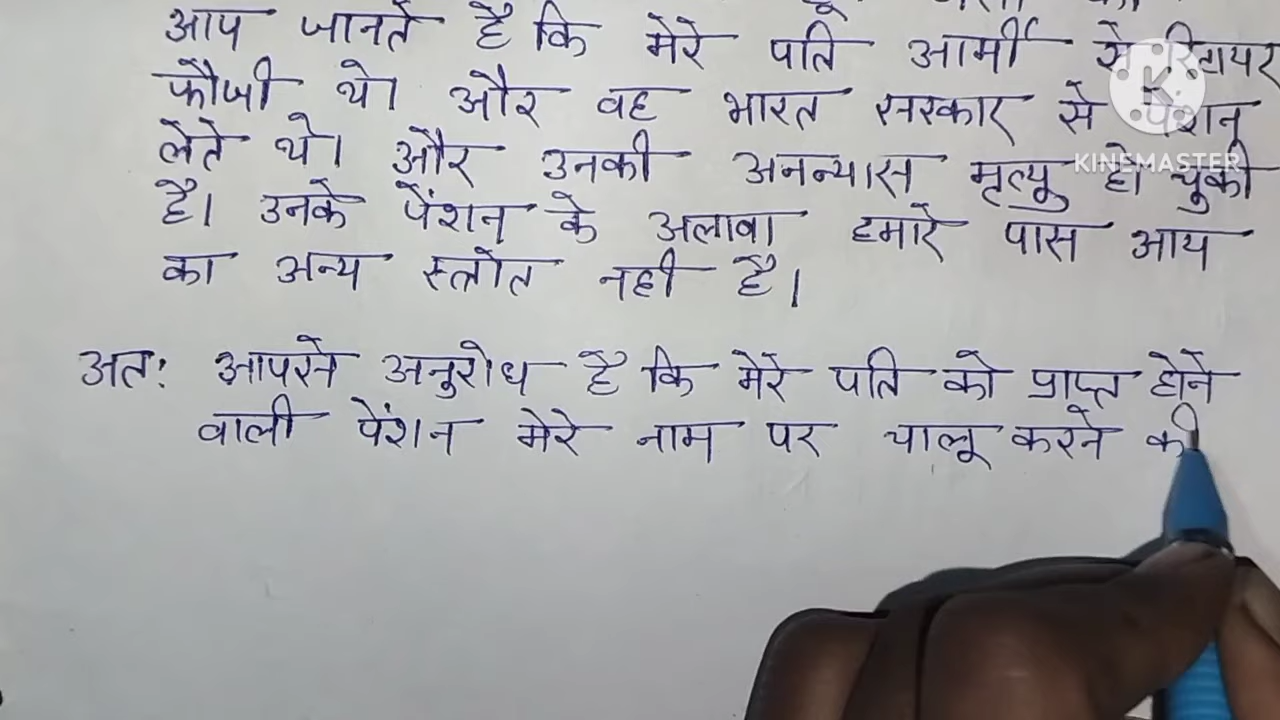 आप जानते है कि मेरे पति आर्मी से रिटायर
फौजी थे। और वह भारत सरकार से पेंशन
लेते थे। और उनकी अनन्यास मृत्यू हो चुकी
है। उनके पेंशन के अलावा हमारे पास आय
का अन्य स्त्रोत नही है।
अतः आपसे अनुरोध है कि मेरे पति को प्राप्त होने
वाली पेंशन मेरे नाम पर चालू करने की
KINEMASTER